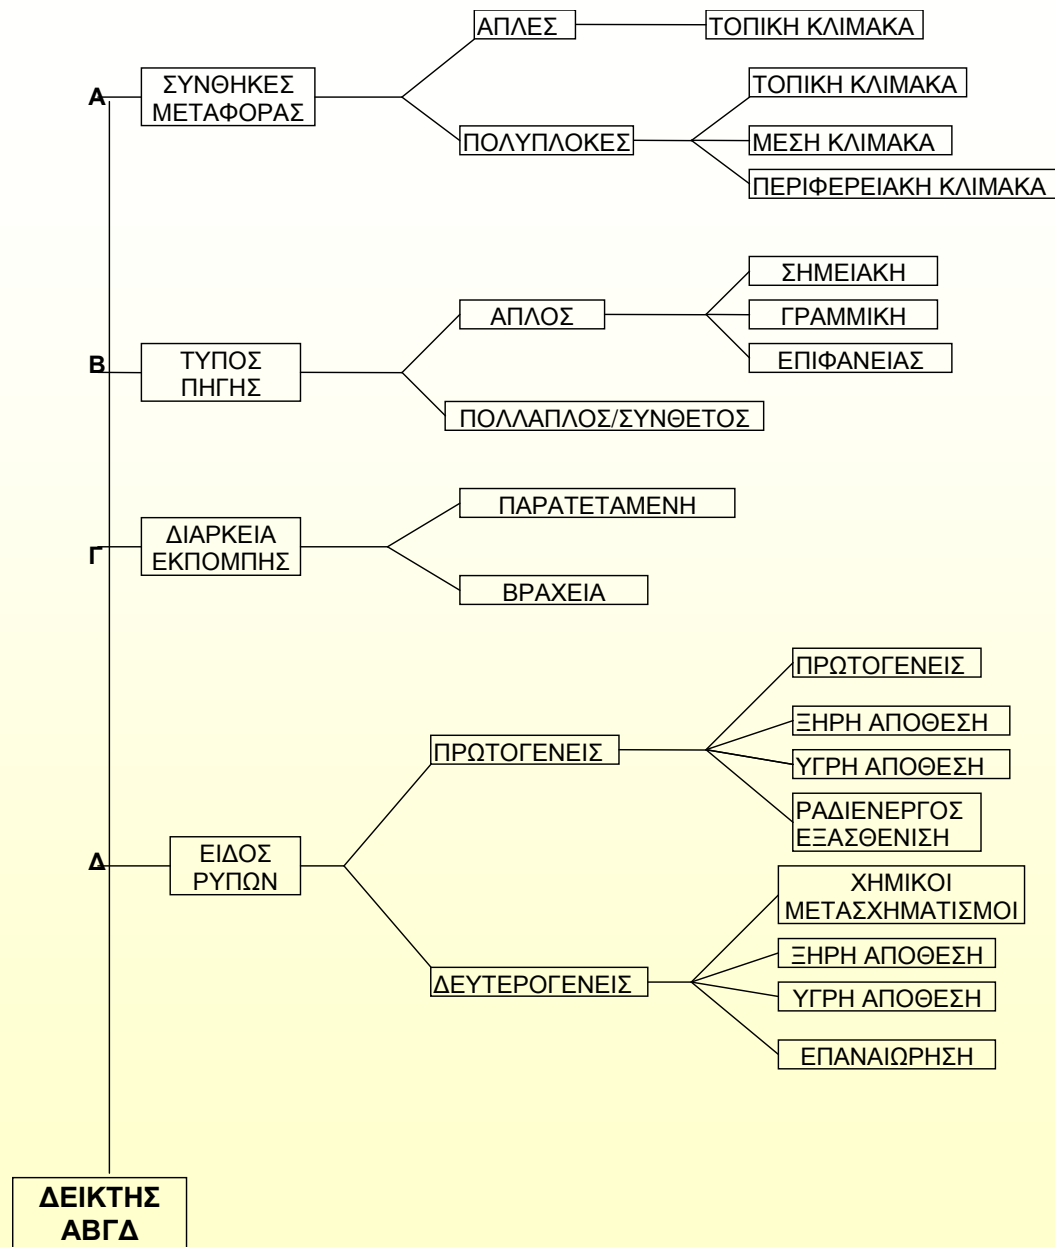 ΑΠΛΕΣ
ΤΟΠΙΚΗ ΚΛΙΜΑΚΑ
Α
ΣΥΝΘΗΚΕΣ
ΜΕΤΑΦΟΡΑΣ
ΤΟΠΙΚΗ ΚΛΙΜΑΚΑ
ΠΟΛΥΠΛΟΚΕΣ
ΜΕΣΗ ΚΛΙΜΑΚΑ
ΠΕΡΙΦΕΡΕΙΑΚΗ ΚΛΙΜΑΚΑ
ΣΗΜΕΙΑΚΗ
ΑΠΛΟΣ
ΓΡΑΜΜΙΚΗ
ΕΠΙΦΑΝΕΙΑΣ
Β
ΤΥΠΟΣ
ΠΗΓΗΣ
ΠΟΛΛΑΠΛΟΣ/ΣΥΝΘΕΤΟΣ
ΠΑΡΑΤΕΤΑΜΕΝΗ
Γ
ΔΙΑΡΚΕΙΑ
ΕΚΠΟΜΠΗΣ
ΒΡΑΧΕΙΑ
ΠΡΩΤΟΓΕΝΕΙΣ
ΞΗΡΗ ΑΠΟΘΕΣΗ
ΠΡΩΤΟΓΕΝΕΙΣ
ΥΓΡΗ ΑΠΟΘΕΣΗ
ΡΑΔΙΕΝΕΡΓΟΣ
ΕΞΑΣΘΕΝΙΣΗ
Δ
ΕΙΔΟΣ
ΡΥΠΩΝ
ΧΗΜΙΚΟΙ
ΜΕΤΑΣΧΗΜΑΤΙΣΜΟΙ
ΞΗΡΗ ΑΠΟΘΕΣΗ
ΔΕΥΤΕΡΟΓΕΝΕΙΣ
ΥΓΡΗ ΑΠΟΘΕΣΗ
ΕΠΑΝΑΙΩΡΗΣΗ
ΔΕΙΚΤΗΣ
ΑΒΓΔ